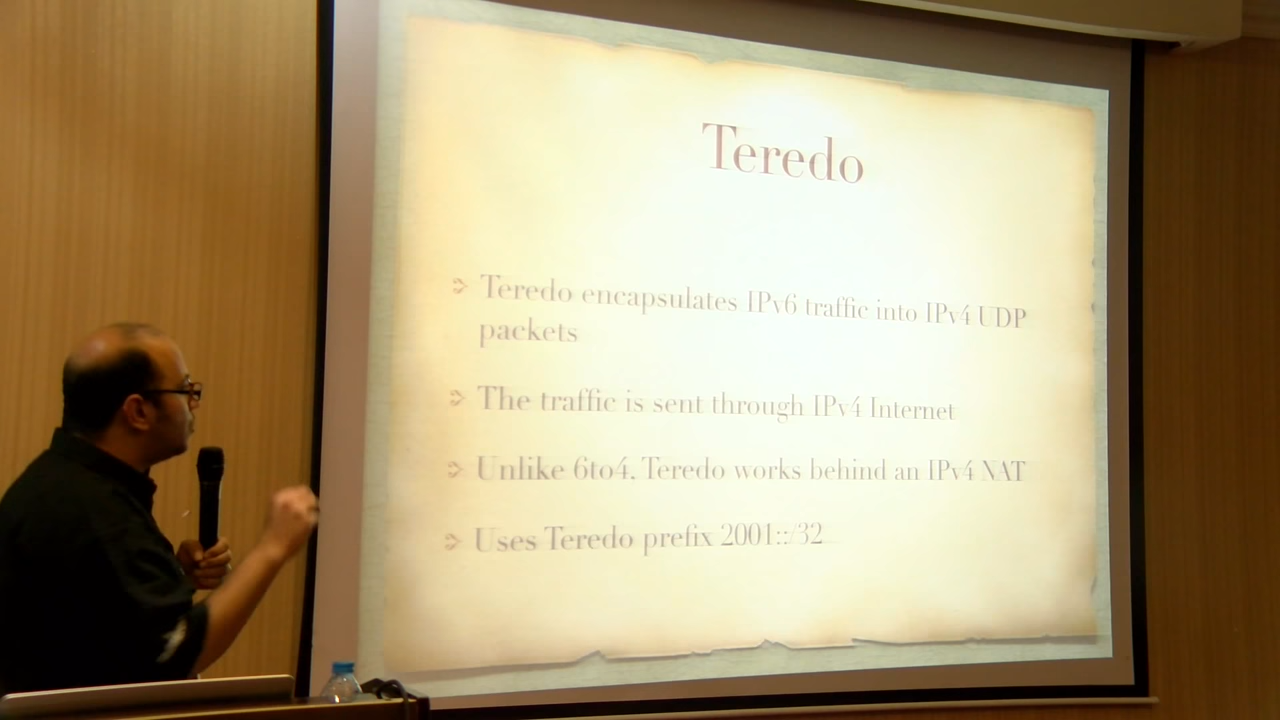 Teredo
Teredo encapsulates IPv6 traffic into IPv4 UDP
packets
The traffic is sent through IPv4 Internet
Unlike 6to4, Teredo works behind an IPv4 NAT
Uses Teredo prefix 2001::/32